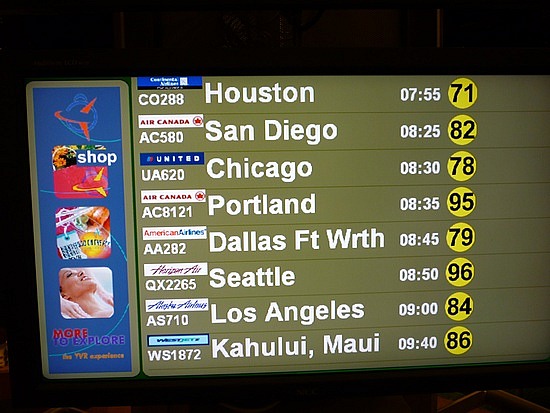 Continental Airlines
CO288 Houston 07:55 71
AIR CANADA
AC580 San Diego 08:25 82
UNITED
UA620 Chicago 08:30 78
AIR CANADA
AC8121 Portland 08:35 95
AmericanAirlines
AA282 Dallas Ft Wrth 08:45 79
Horizon Air
QX2265 Seattle 08:50 96
Alaska Airlines
AS710 Los Angeles 09:00 84
WESTJET
WS1872 Kahului, Maui 09:40 86
shop
MORE
TO EXPLORE
the YVR experience